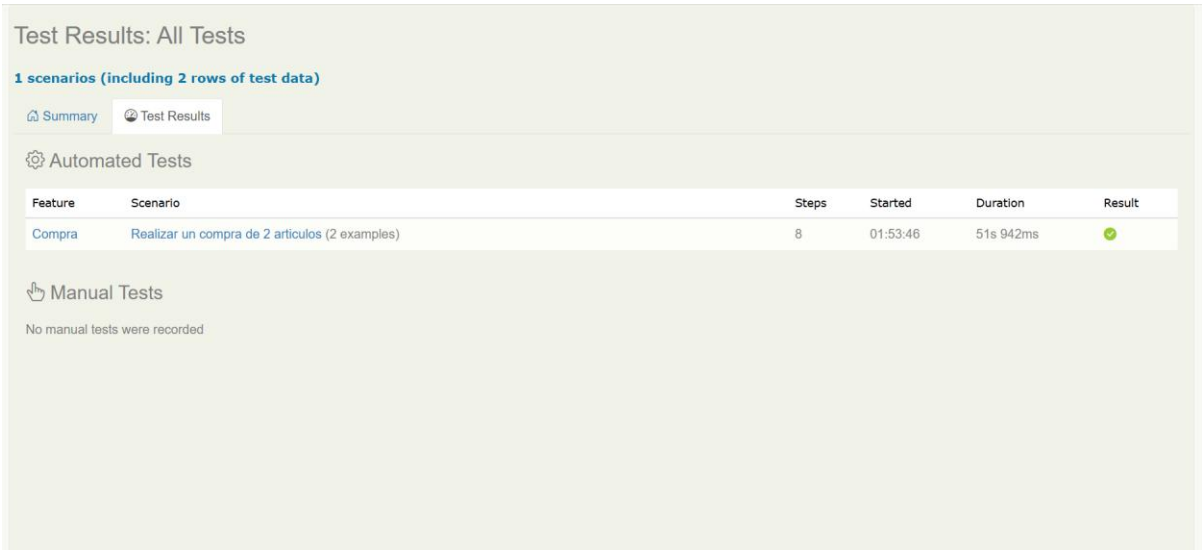 Test Results: All Tests
1 scenarios (including 2 rows of test data)
Summary Test Results
Automated Tests
Feature Scenario Steps Started Duration Result
Compra Realizar un compra de 2 articulos (2 examples) 8 01:53:46 51s 942ms
Manual Tests
No manual tests were recorded